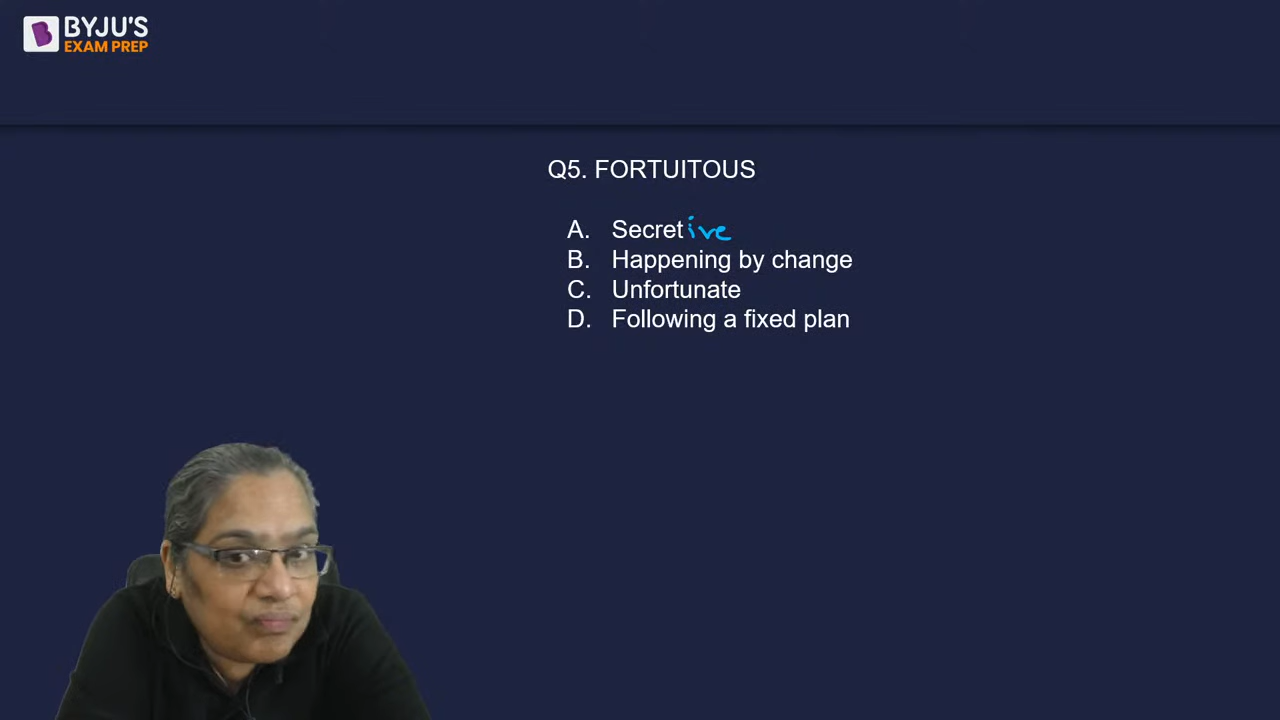 BYJU'S
EXAM PREP
Q5. FORTUITOUS
A. Secretive
B. Happening by change
C. Unfortunate
D. Following a fixed plan